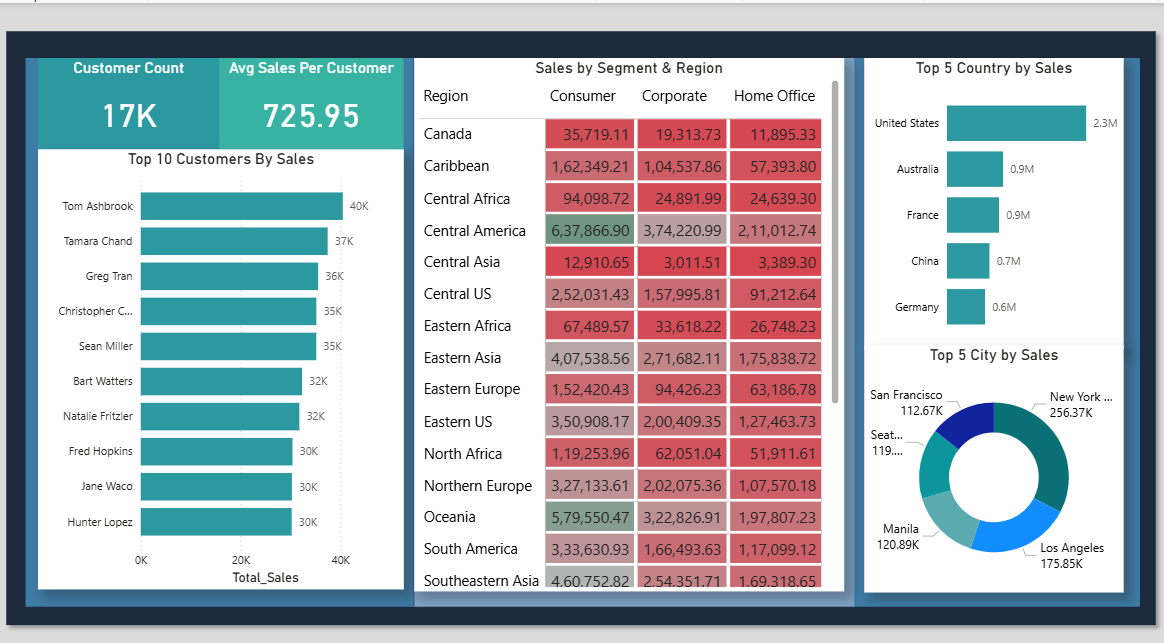 Customer Count
17K
Avg Sales Per Customer
725.95
Top 10 Customers By Sales
Tom Ashbrook 40K
Tamara Chand 37K
Greg Tran 36K
Christopher C... 35K
Sean Miller 35K
Bart Watters 32K
Natalie Fritzler 32K
Fred Hopkins 30K
Jane Waco 30K
Hunter Lopez 30K
0K 20K 40K
Total_Sales
Sales by Segment & Region
Region Consumer Corporate Home Office
Canada 35,719.11 19,313.73 11,895.33
Caribbean 1,62,349.21 1,04,537.86 57,393.80
Central Africa 94,098.72 24,891.99 24,639.30
Central America 6,37,866.90 3,74,220.99 2,11,012.74
Central Asia 12,910.65 3,011.51 3,389.30
Central US 2,52,031.43 1,57,995.81 91,212.64
Eastern Africa 67,489.57 33,618.22 26,748.23
Eastern Asia 4,07,538.56 2,71,682.11 1,75,838.72
Eastern Europe 1,52,420.43 94,426.23 63,186.78
Eastern US 3,50,908.17 2,00,409.35 1,27,463.73
North Africa 1,19,253.96 62,051.04 51,911.61
Northern Europe 3,27,133.61 2,02,075.36 1,07,570.18
Oceania 5,79,550.47 3,22,826.91 1,97,807.23
South America 3,33,630.93 1,66,493.63 1,17,099.12
Southeastern Asia 4,60,752.82 2,54,351.71 1,69,318.65
Top 5 Country by Sales
United States 2.3M
Australia 0.9M
France 0.9M
China 0.7M
Germany 0.6M
Top 5 City by Sales
San Francisco
112.67K
New York ...
256.37K
Seat...
119....
Manila
120.89K
Los Angeles
175.85K